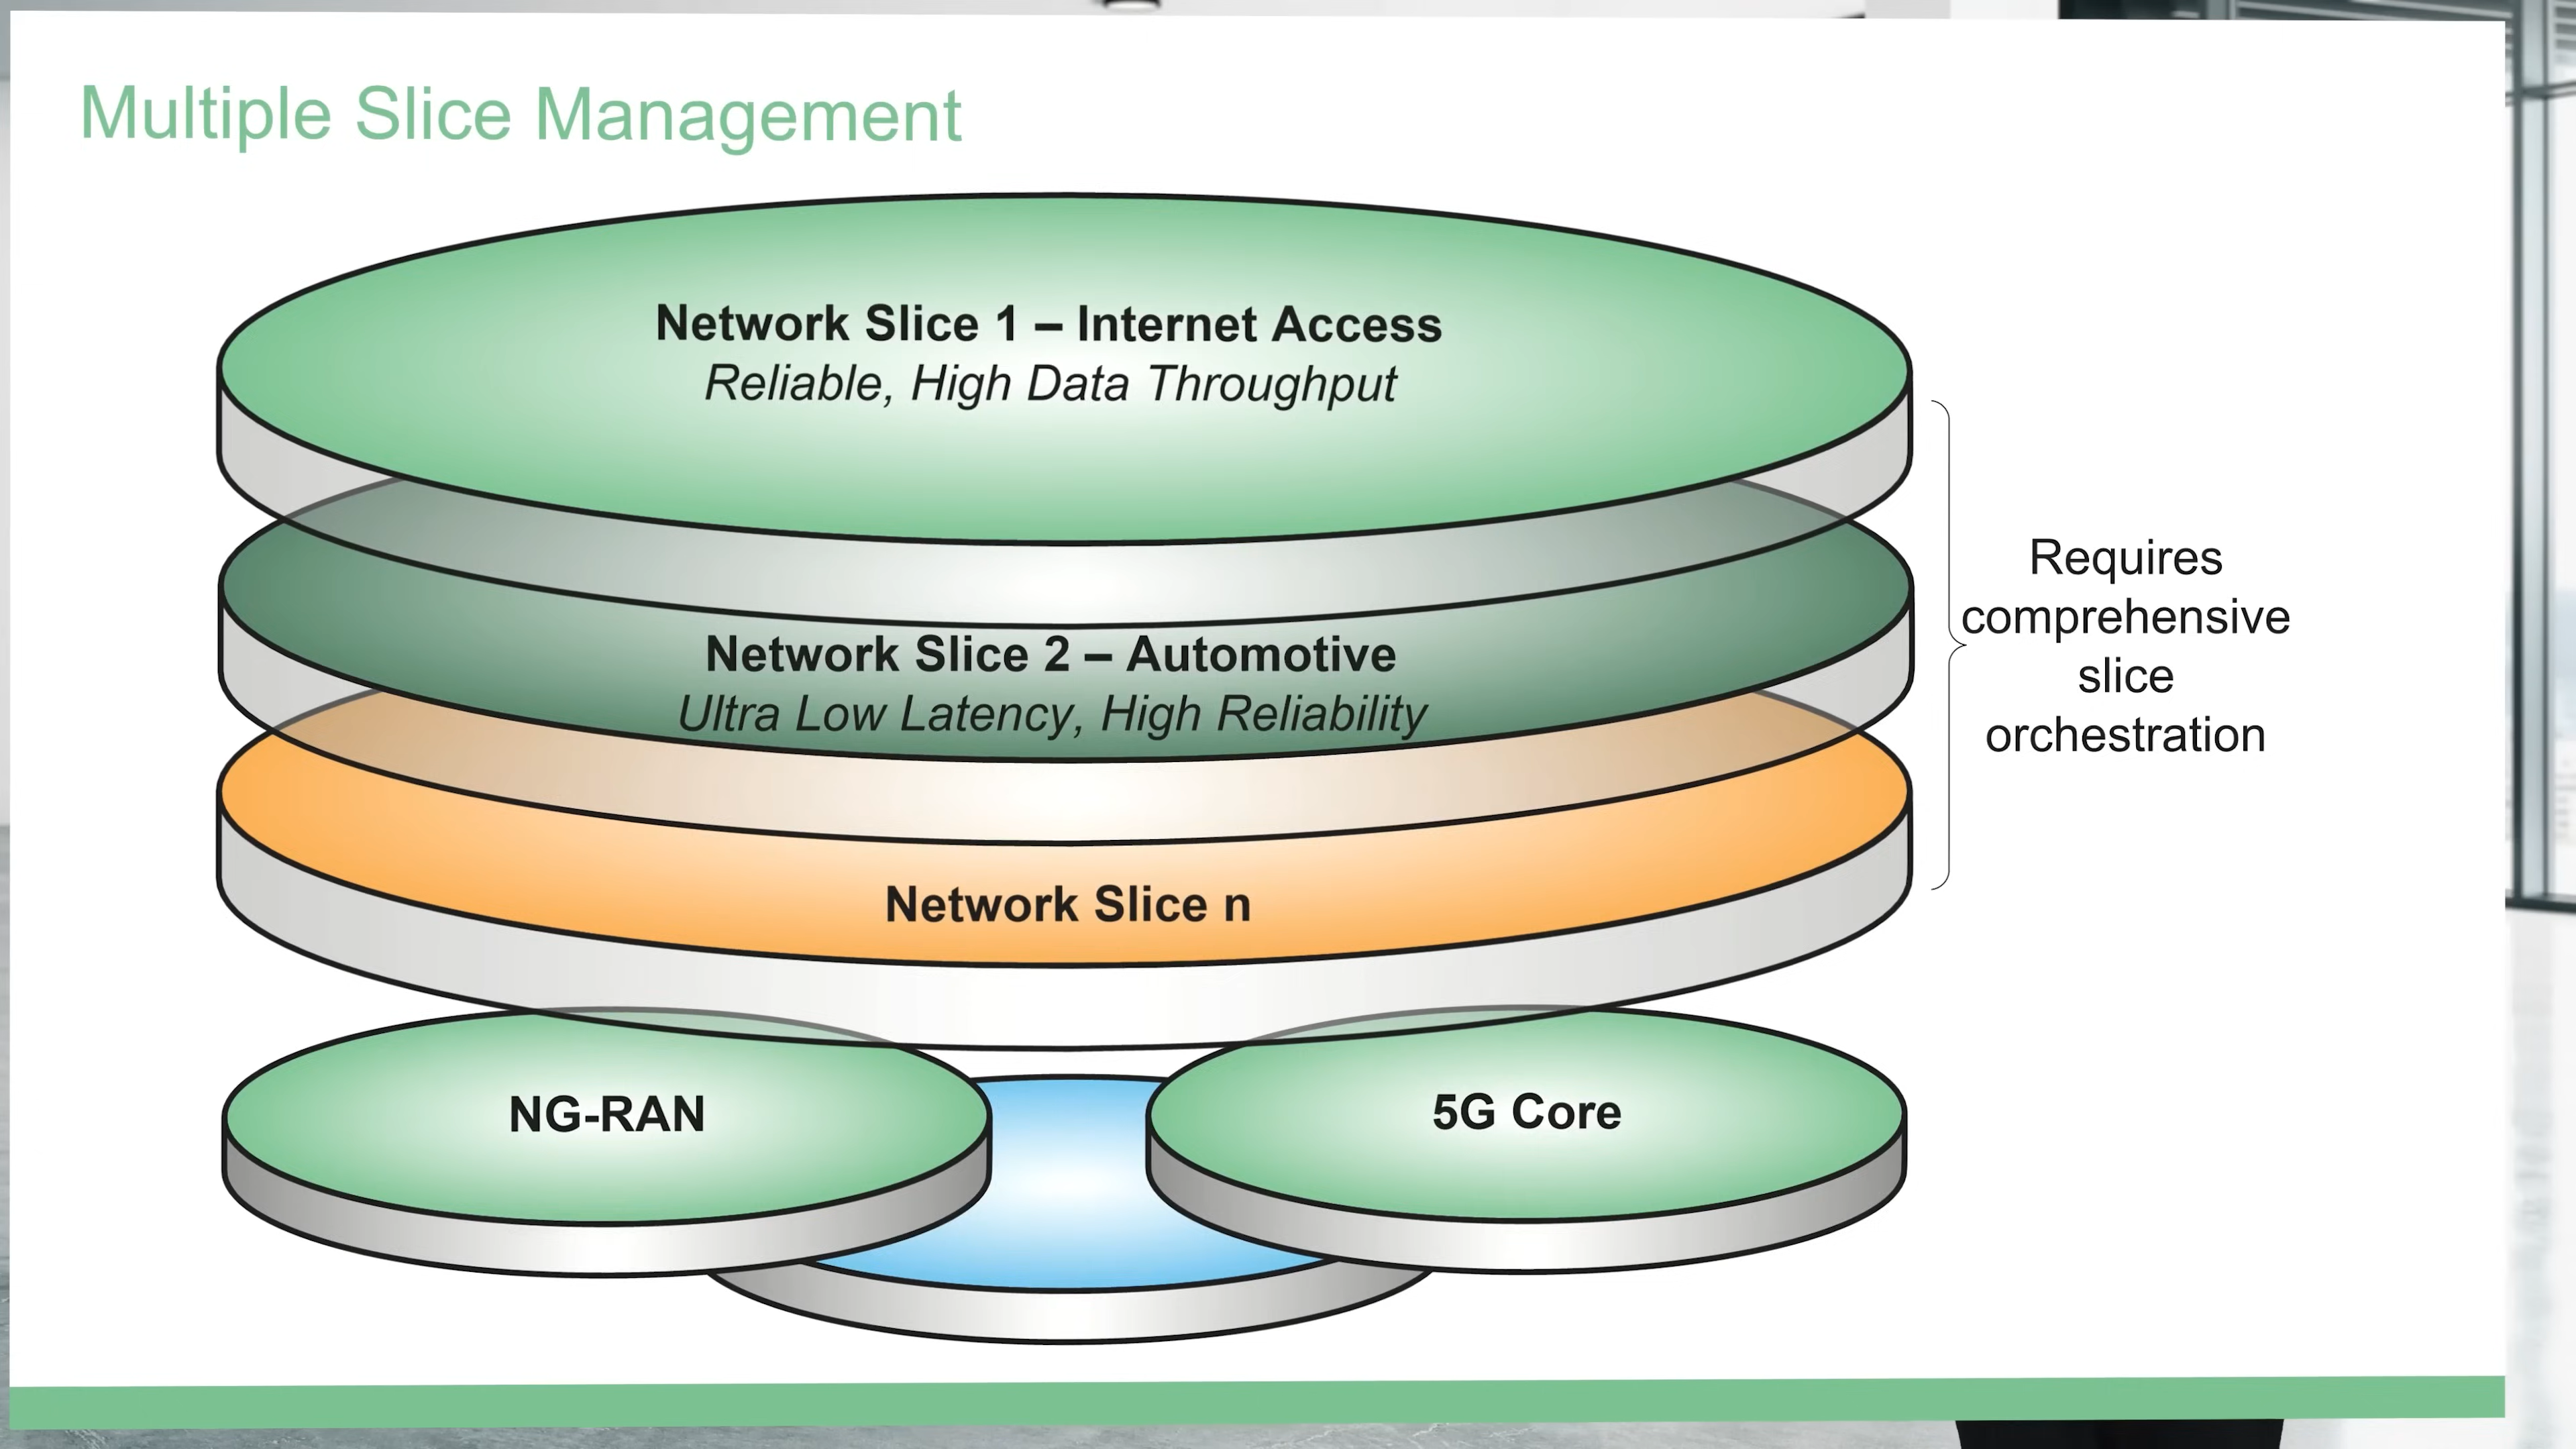 Multiple Slice Management
Network Slice 1 – Internet Access
Reliable, High Data Throughput
Network Slice 2 – Automotive
Ultra Low Latency, High Reliability
Network Slice n
Requires
comprehensive
slice
orchestration
NG-RAN
5G Core